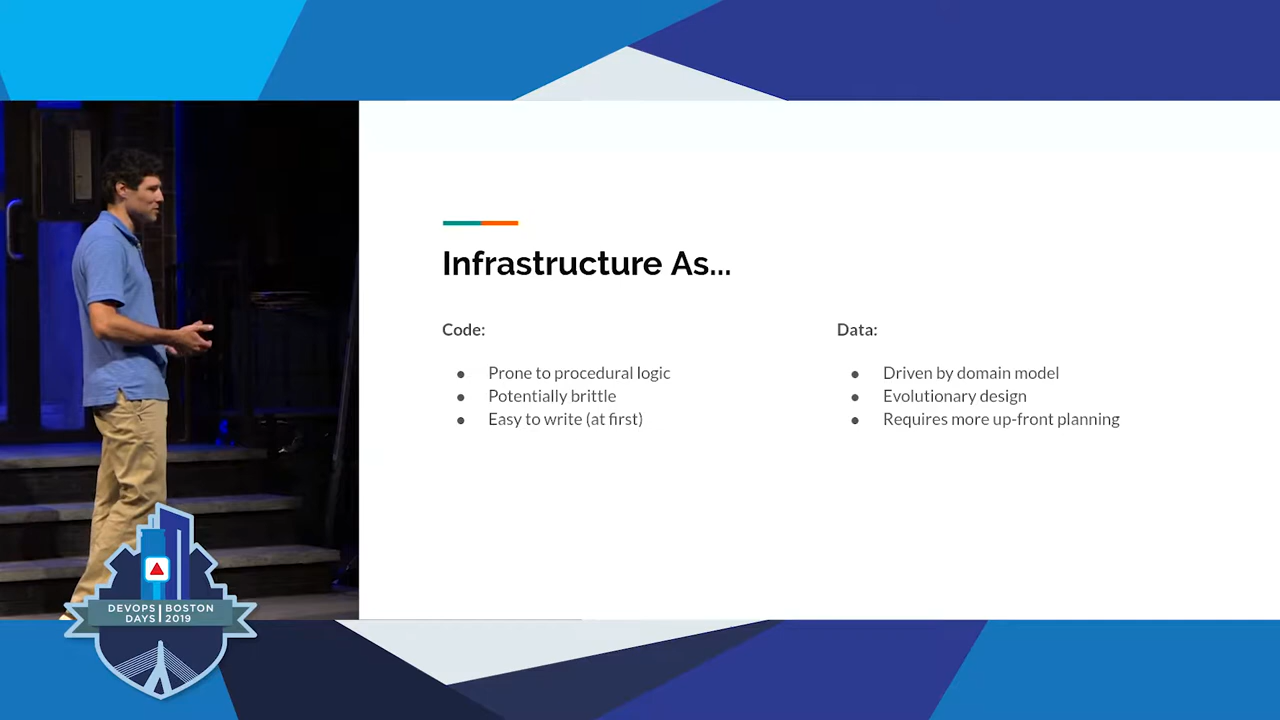 Infrastructure As...
Code:
● Prone to procedural logic
● Potentially brittle
● Easy to write (at first)
Data:
● Driven by domain model
● Evolutionary design
● Requires more up-front planning
DEVOPS | BOSTON
DAYS | 2019